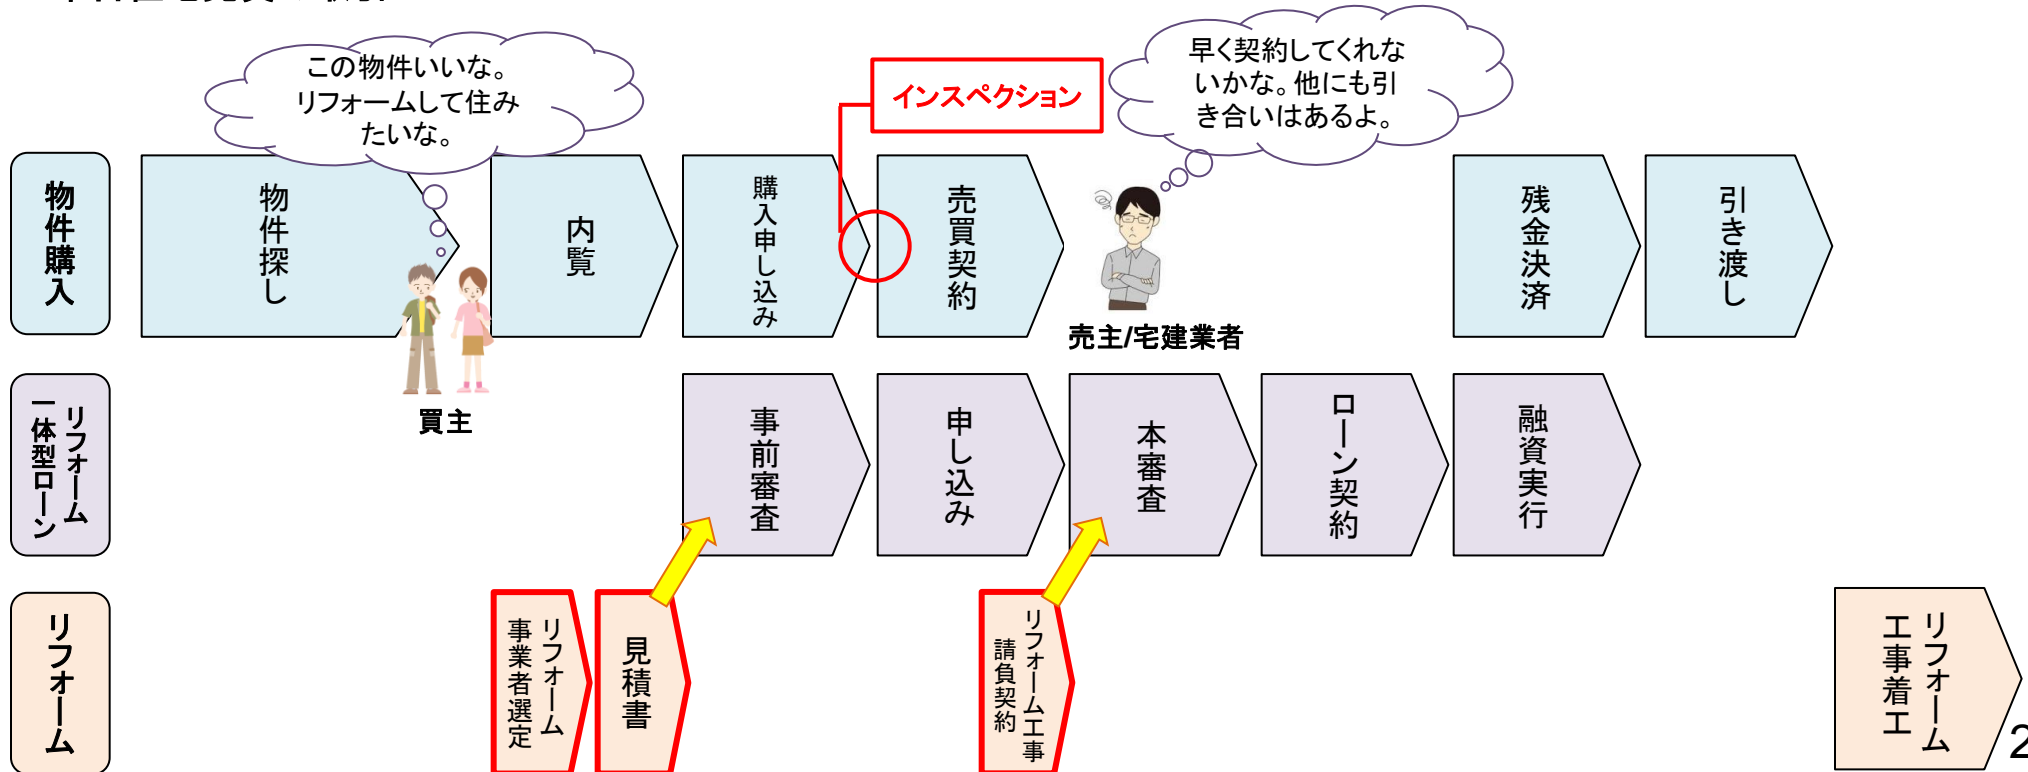 この物件いいな。
リフォームして住み
たいな。
インスペクション
早く契約してくれな
いかな。他にも引
き合いはあるよ。
物件購入
物件探し
内覧
購入申し込み
売買契約
残金決済
引き渡し
買主
売主/宅建業者
リフォーム
一体型ローン
事前審査
申し込み
本審査
ローン契約
融資実行
リフォーム
リフォーム
事業者選定
見積書
リフォーム工事
請負契約
リフォーム
工事着工
2